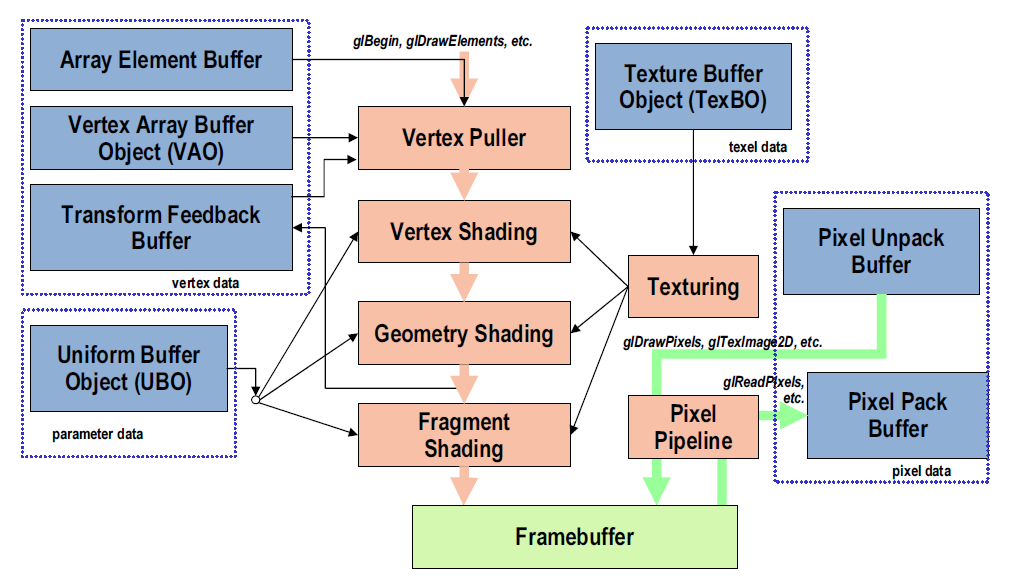 Array Element Buffer
Vertex Array Buffer
Object (VAO)
Transform Feedback
Buffer
vertex data
Uniform Buffer
Object (UBO)
parameter data
glBegin, glDrawElements, etc.
Vertex Puller
Vertex Shading
Geometry Shading
Fragment
Shading
Texture Buffer
Object (TexBO)
texel data
Texturing
Pixel Unpack
Buffer
glDrawPixels, glTexImage2D, etc.
glReadPixels,
etc.
Pixel
Pipeline
Pixel Pack
Buffer
pixel data
Framebuffer